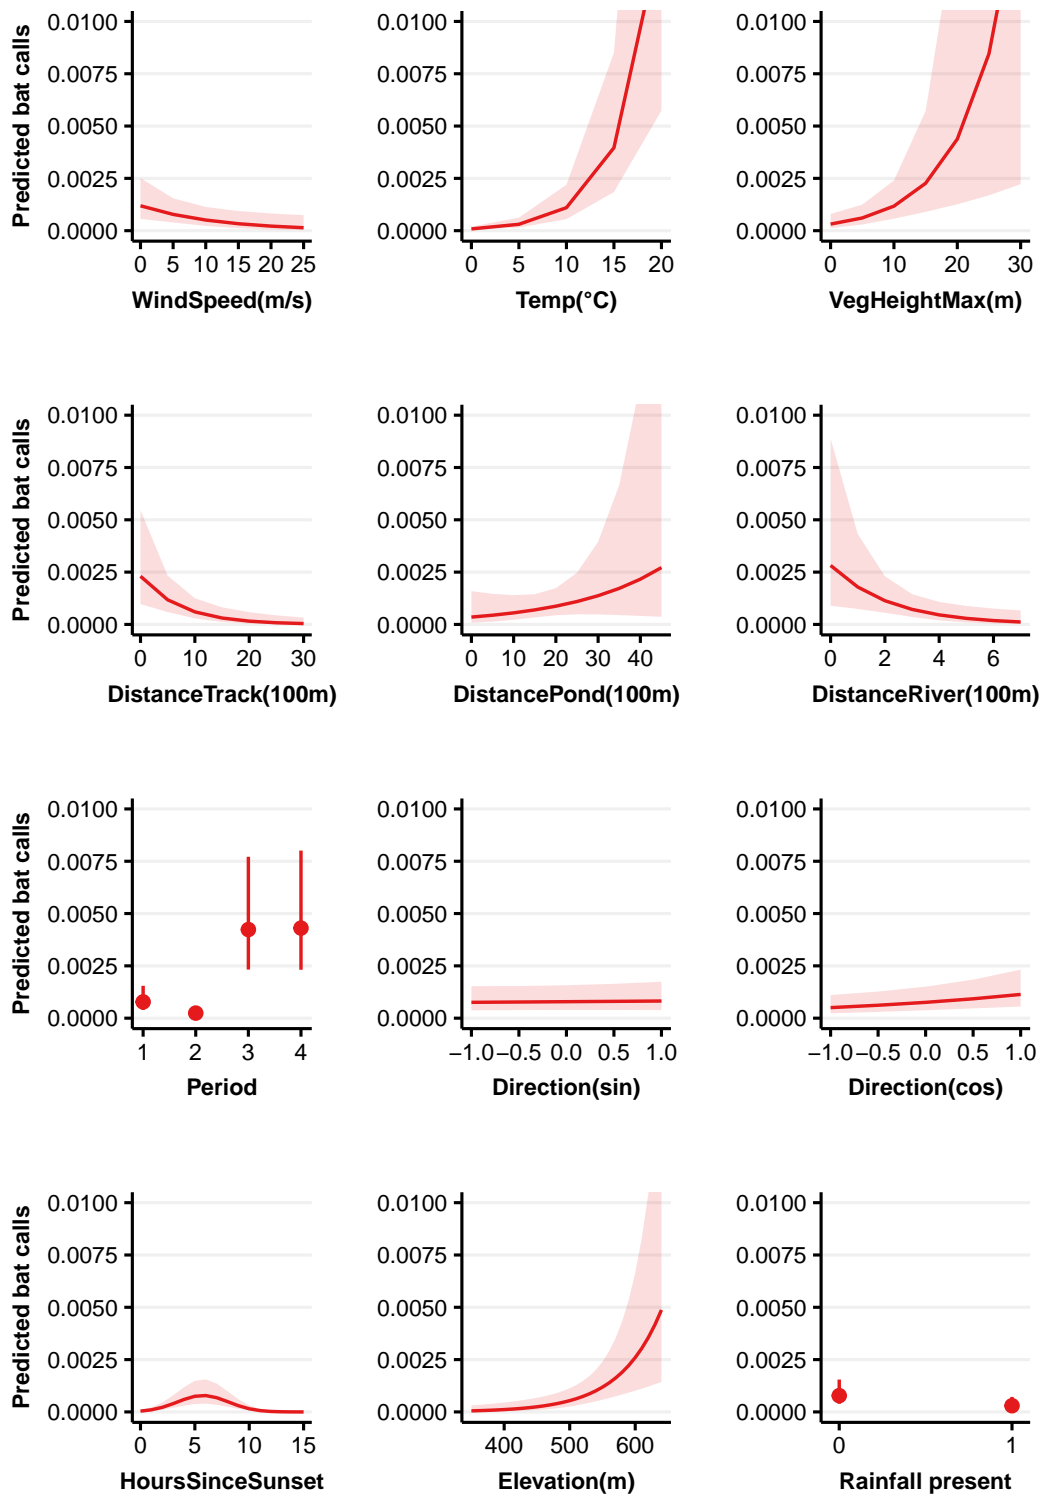 Predicted bat calls
0.0100
0.0075
0.0050
0.0025
0.0000
0 5 10 15 20 25
WindSpeed(m/s)
0.0100
0.0075
0.0050
0.0025
0.0000
0 5 10 15 20
Temp(°C)
0.0100
0.0075
0.0050
0.0025
0.0000
0 10 20 30
VegHeightMax(m)
Predicted bat calls
0.0100
0.0075
0.0050
0.0025
0.0000
0 10 20 30
DistanceTrack(100m)
0.0100
0.0075
0.0050
0.0025
0.0000
0 10 20 30 40
DistancePond(100m)
0.0100
0.0075
0.0050
0.0025
0.0000
0 2 4 6
DistanceRiver(100m)
Predicted bat calls
0.0100
0.0075
0.0050
0.0025
0.0000
1 2 3 4
Period
0.0100
0.0075
0.0050
0.0025
0.0000
−1.0 −0.5 0.0 0.5 1.0
Direction(sin)
0.0100
0.0075
0.0050
0.0025
0.0000
−1.0 −0.5 0.0 0.5 1.0
Direction(cos)
Predicted bat calls
0.0100
0.0075
0.0050
0.0025
0.0000
0 5 10 15
HoursSinceSunset
0.0100
0.0075
0.0050
0.0025
0.0000
400 500 600
Elevation(m)
0.0100
0.0075
0.0050
0.0025
0.0000
0 1
Rainfall present